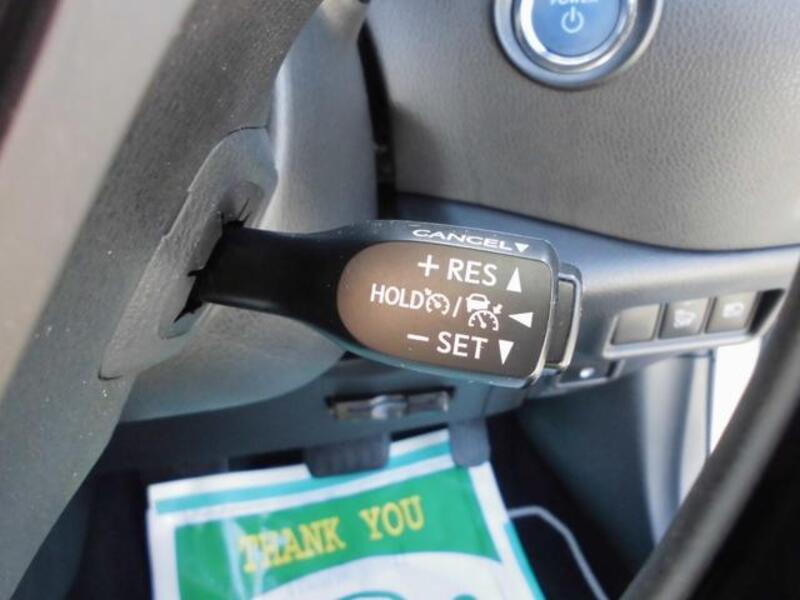 POWER
CANCEL▼
+ RES ▲
HOLD / ◀
− SET ▼
THANK YOU